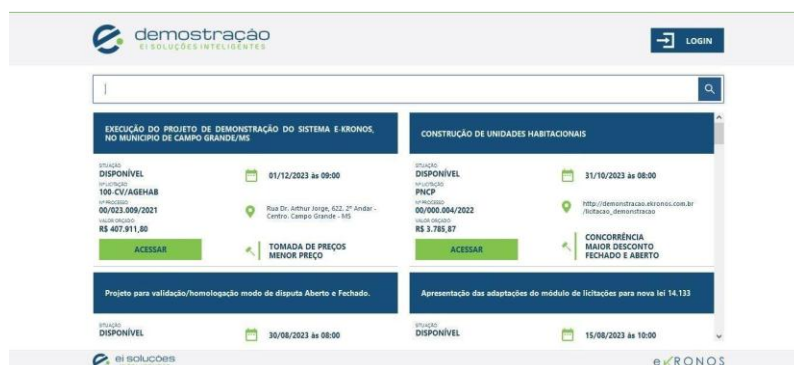 demostração
EI SOLUÇÕES INTELIGENTES
LOGIN
EXECUÇÃO DO PROJETO DE DEMONSTRAÇÃO DO SISTEMA E-KRONOS,
NO MUNICIPIO DE CAMPO GRANDE/MS
SITUAÇÃO
DISPONÍVEL
Nº LICITAÇÃO
100-CV/AGEHAB
Nº PROCESSO
00/023.009/2021
VALOR ORÇADO
R$ 407.911,80
ACESSAR
01/12/2023 às 09:00
Rua Dr. Arthur Jorge, 622. 2º Andar -
Centro. Campo Grande - MS
TOMADA DE PREÇOS
MENOR PREÇO
CONSTRUÇÃO DE UNIDADES HABITACIONAIS
SITUAÇÃO
DISPONÍVEL
Nº LICITAÇÃO
PNCP
Nº PROCESSO
00/000.004/2022
VALOR ORÇADO
R$ 3.785,87
ACESSAR
31/10/2023 às 08:00
http://demonstracao.ekronos.com.br
/licitacao_demonstracao
CONCORRÊNCIA
MAIOR DESCONTO
FECHADO E ABERTO
Projeto para validação/homologação modo de disputa Aberto e Fechado.
SITUAÇÃO
DISPONÍVEL
30/08/2023 às 08:00
Apresentação das adaptações do módulo de licitações para nova lei 14.133
SITUAÇÃO
DISPONÍVEL
15/08/2023 às 10:00
ei soluções
eKRONOS